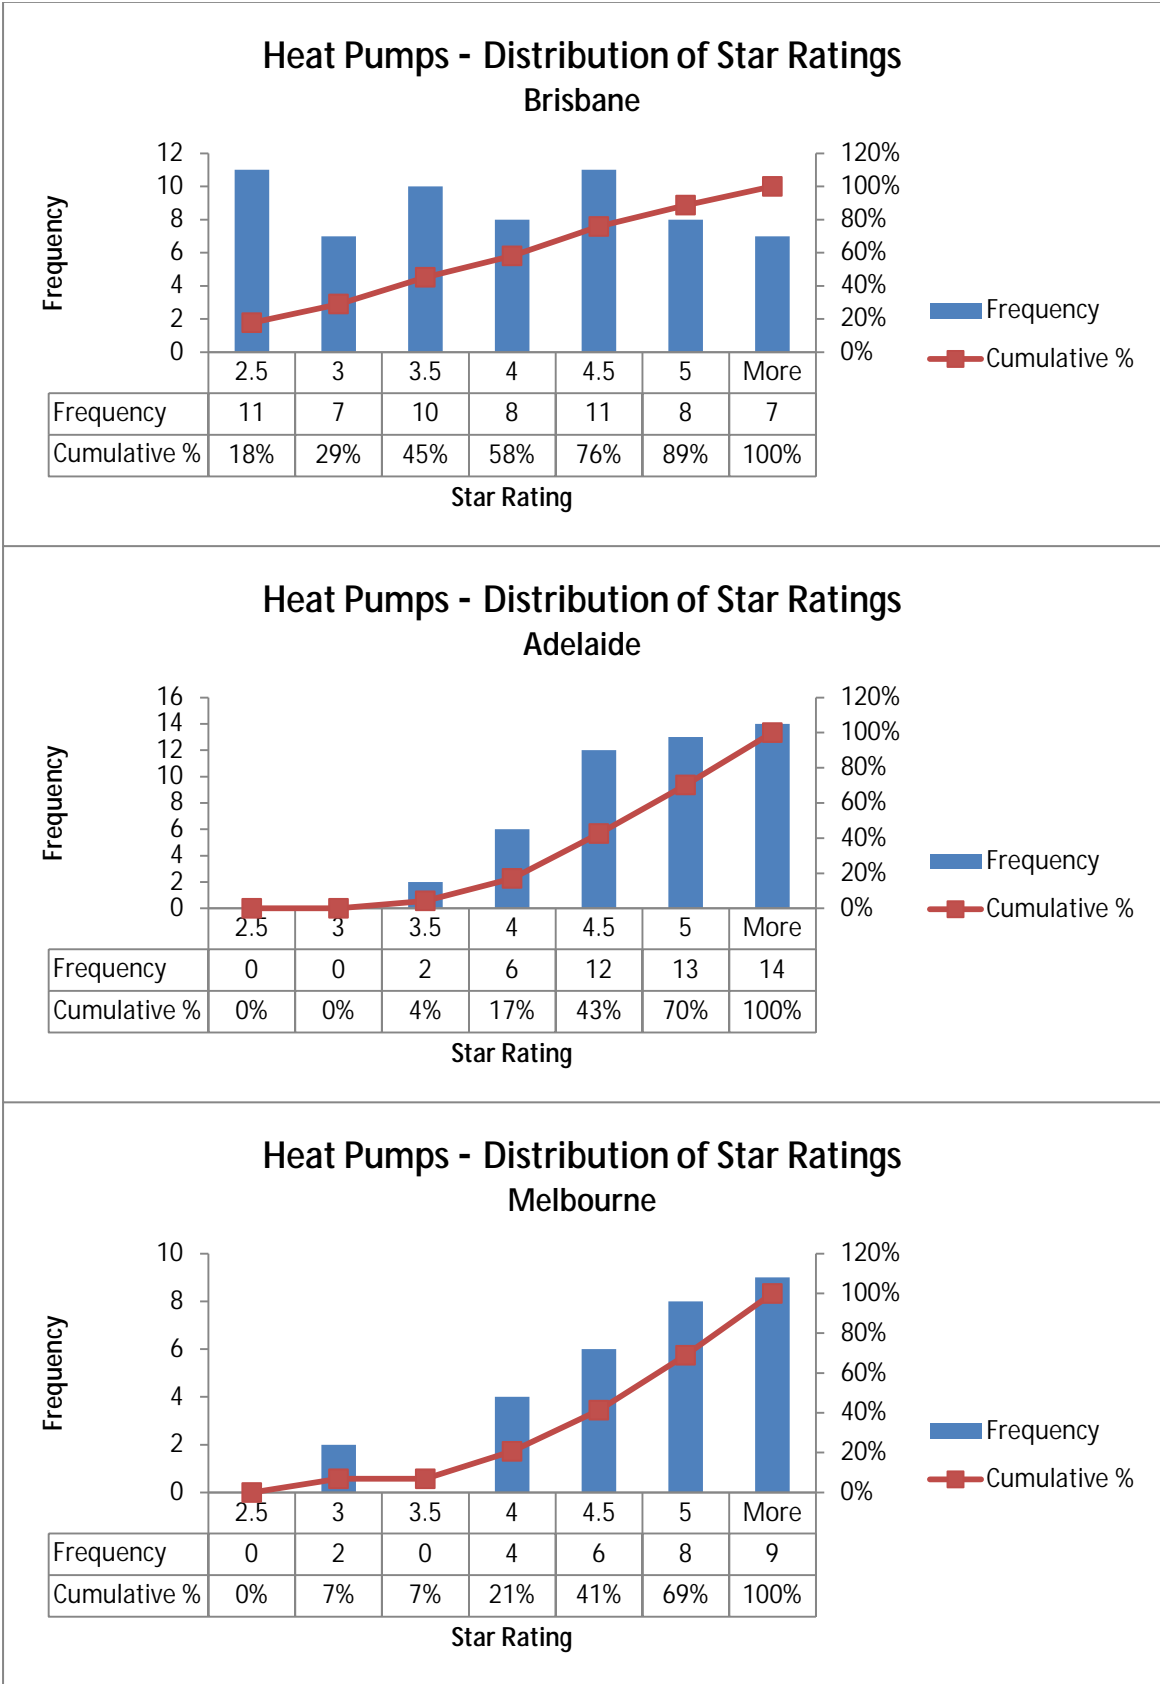 Heat Pumps - Distribution of Star Ratings
Brisbane
Frequency
12
10
8
6
4
2
0
120%
100%
80%
60%
40%
20%
0%
2.5 3 3.5 4 4.5 5 More
Frequency 11 7 10 8 11 8 7
Cumulative % 18% 29% 45% 58% 76% 89% 100%
Star Rating
Frequency
Cumulative %
Heat Pumps - Distribution of Star Ratings
Adelaide
Frequency
16
14
12
10
8
6
4
2
0
120%
100%
80%
60%
40%
20%
0%
2.5 3 3.5 4 4.5 5 More
Frequency 0 0 2 6 12 13 14
Cumulative % 0% 0% 4% 17% 43% 70% 100%
Star Rating
Frequency
Cumulative %
Heat Pumps - Distribution of Star Ratings
Melbourne
Frequency
10
8
6
4
2
0
120%
100%
80%
60%
40%
20%
0%
2.5 3 3.5 4 4.5 5 More
Frequency 0 2 0 4 6 8 9
Cumulative % 0% 7% 7% 21% 41% 69% 100%
Star Rating
Frequency
Cumulative %